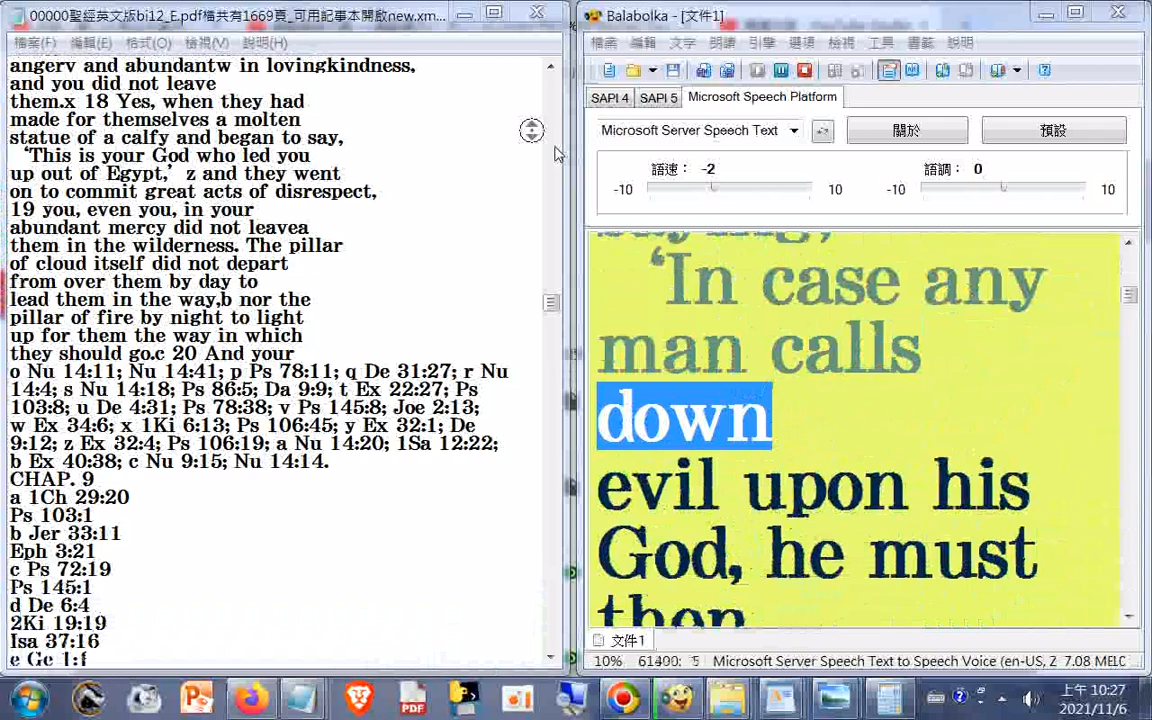 00000聖經英文版bi12_E.pdf檔共有1669頁_可用記事本開啟new.xm...
檔案(F) 編輯(E) 格式(O) 檢視(V) 說明(H)
angery and abundantw in lovingkindness,
and you did not leave
them.x 18 Yes, when they had
made for themselves a molten
statue of a calfy and began to say,
‘This is your God who led you
up out of Egypt,’ z and they went
on to commit great acts of disrespect,
19 you, even you, in your
abundant mercy did not leavea
them in the wilderness. The pillar
of cloud itself did not depart
from over them by day to
lead them in the way,b nor the
pillar of fire by night to light
up for them the way in which
they should go.c 20 And your
o Nu 14:11; Nu 14:41; p Ps 78:11; q De 31:27; r Nu
14:4; s Nu 14:18; Ps 86:5; Da 9:9; t Ex 22:27; Ps
103:8; u De 4:31; Ps 78:38; v Ps 145:8; Joe 2:13;
w Ex 34:6; x 1Ki 6:13; Ps 106:45; y Ex 32:1; De
9:12; z Ex 32:4; Ps 106:19; a Nu 14:20; 1Sa 12:22;
b Ex 40:38; c Nu 9:15; Nu 14:14.
CHAP. 9
a 1Ch 29:20
Ps 103:1
b Jer 33:11
Eph 3:21
c Ps 72:19
Ps 145:1
d De 6:4
2Ki 19:19
Isa 37:16
Balabolka - [文件1]
檔案 編輯 文字 朗讀 引擎 選項 檢視 工具 書籤 說明
SAPI 4 SAPI 5 Microsoft Speech Platform
Microsoft Server Speech Text 關於 預設
語速： -2 語調： 0
-10 10 -10 10
‘In case any
man calls
down
evil upon his
God, he must
then
文件1
10% Microsoft Server Speech Text to Speech Voice (en-US, Z 7.08 MELC
上午 10:27
2021/11/6